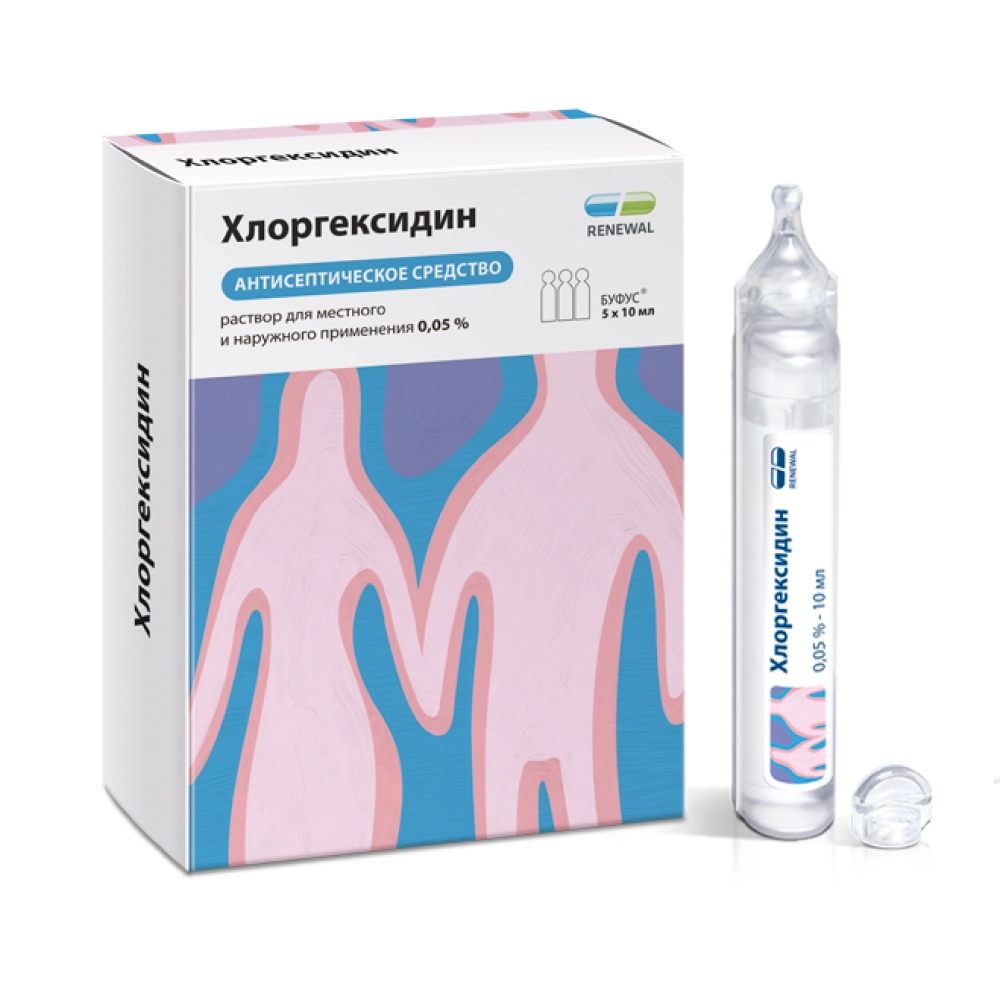 Хлоргексидин
Хлоргексидин
RENEWAL
АНТИСЕПТИЧЕСКОЕ СРЕДСТВО
БУФУС®
5 x 10 мл
раствор для местного
и наружного применения 0,05 %
Хлоргексидин
RENEWAL
Хлоргексидин
0,05 % - 10 мл